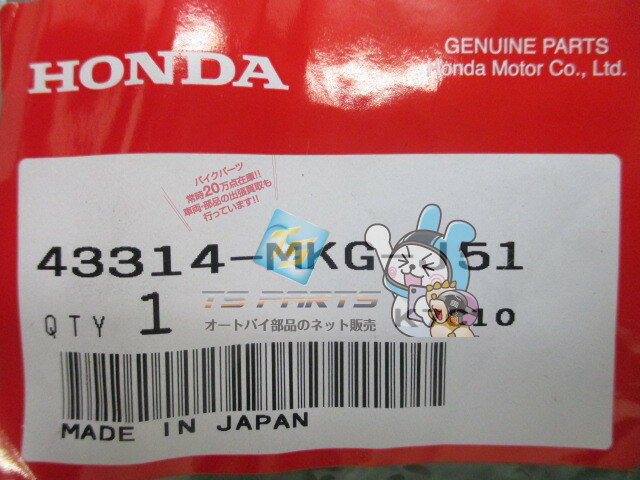 HONDA
GENUINE PARTS
Honda Motor Co., Ltd.
バイクパーツ
常時20万点在庫!!
車両・部品の出張買取も
行っています!!
43314-MKG-J51
TS
TS PARTS
オートバイ部品のネット販売
QTY 1
MADE IN JAPAN